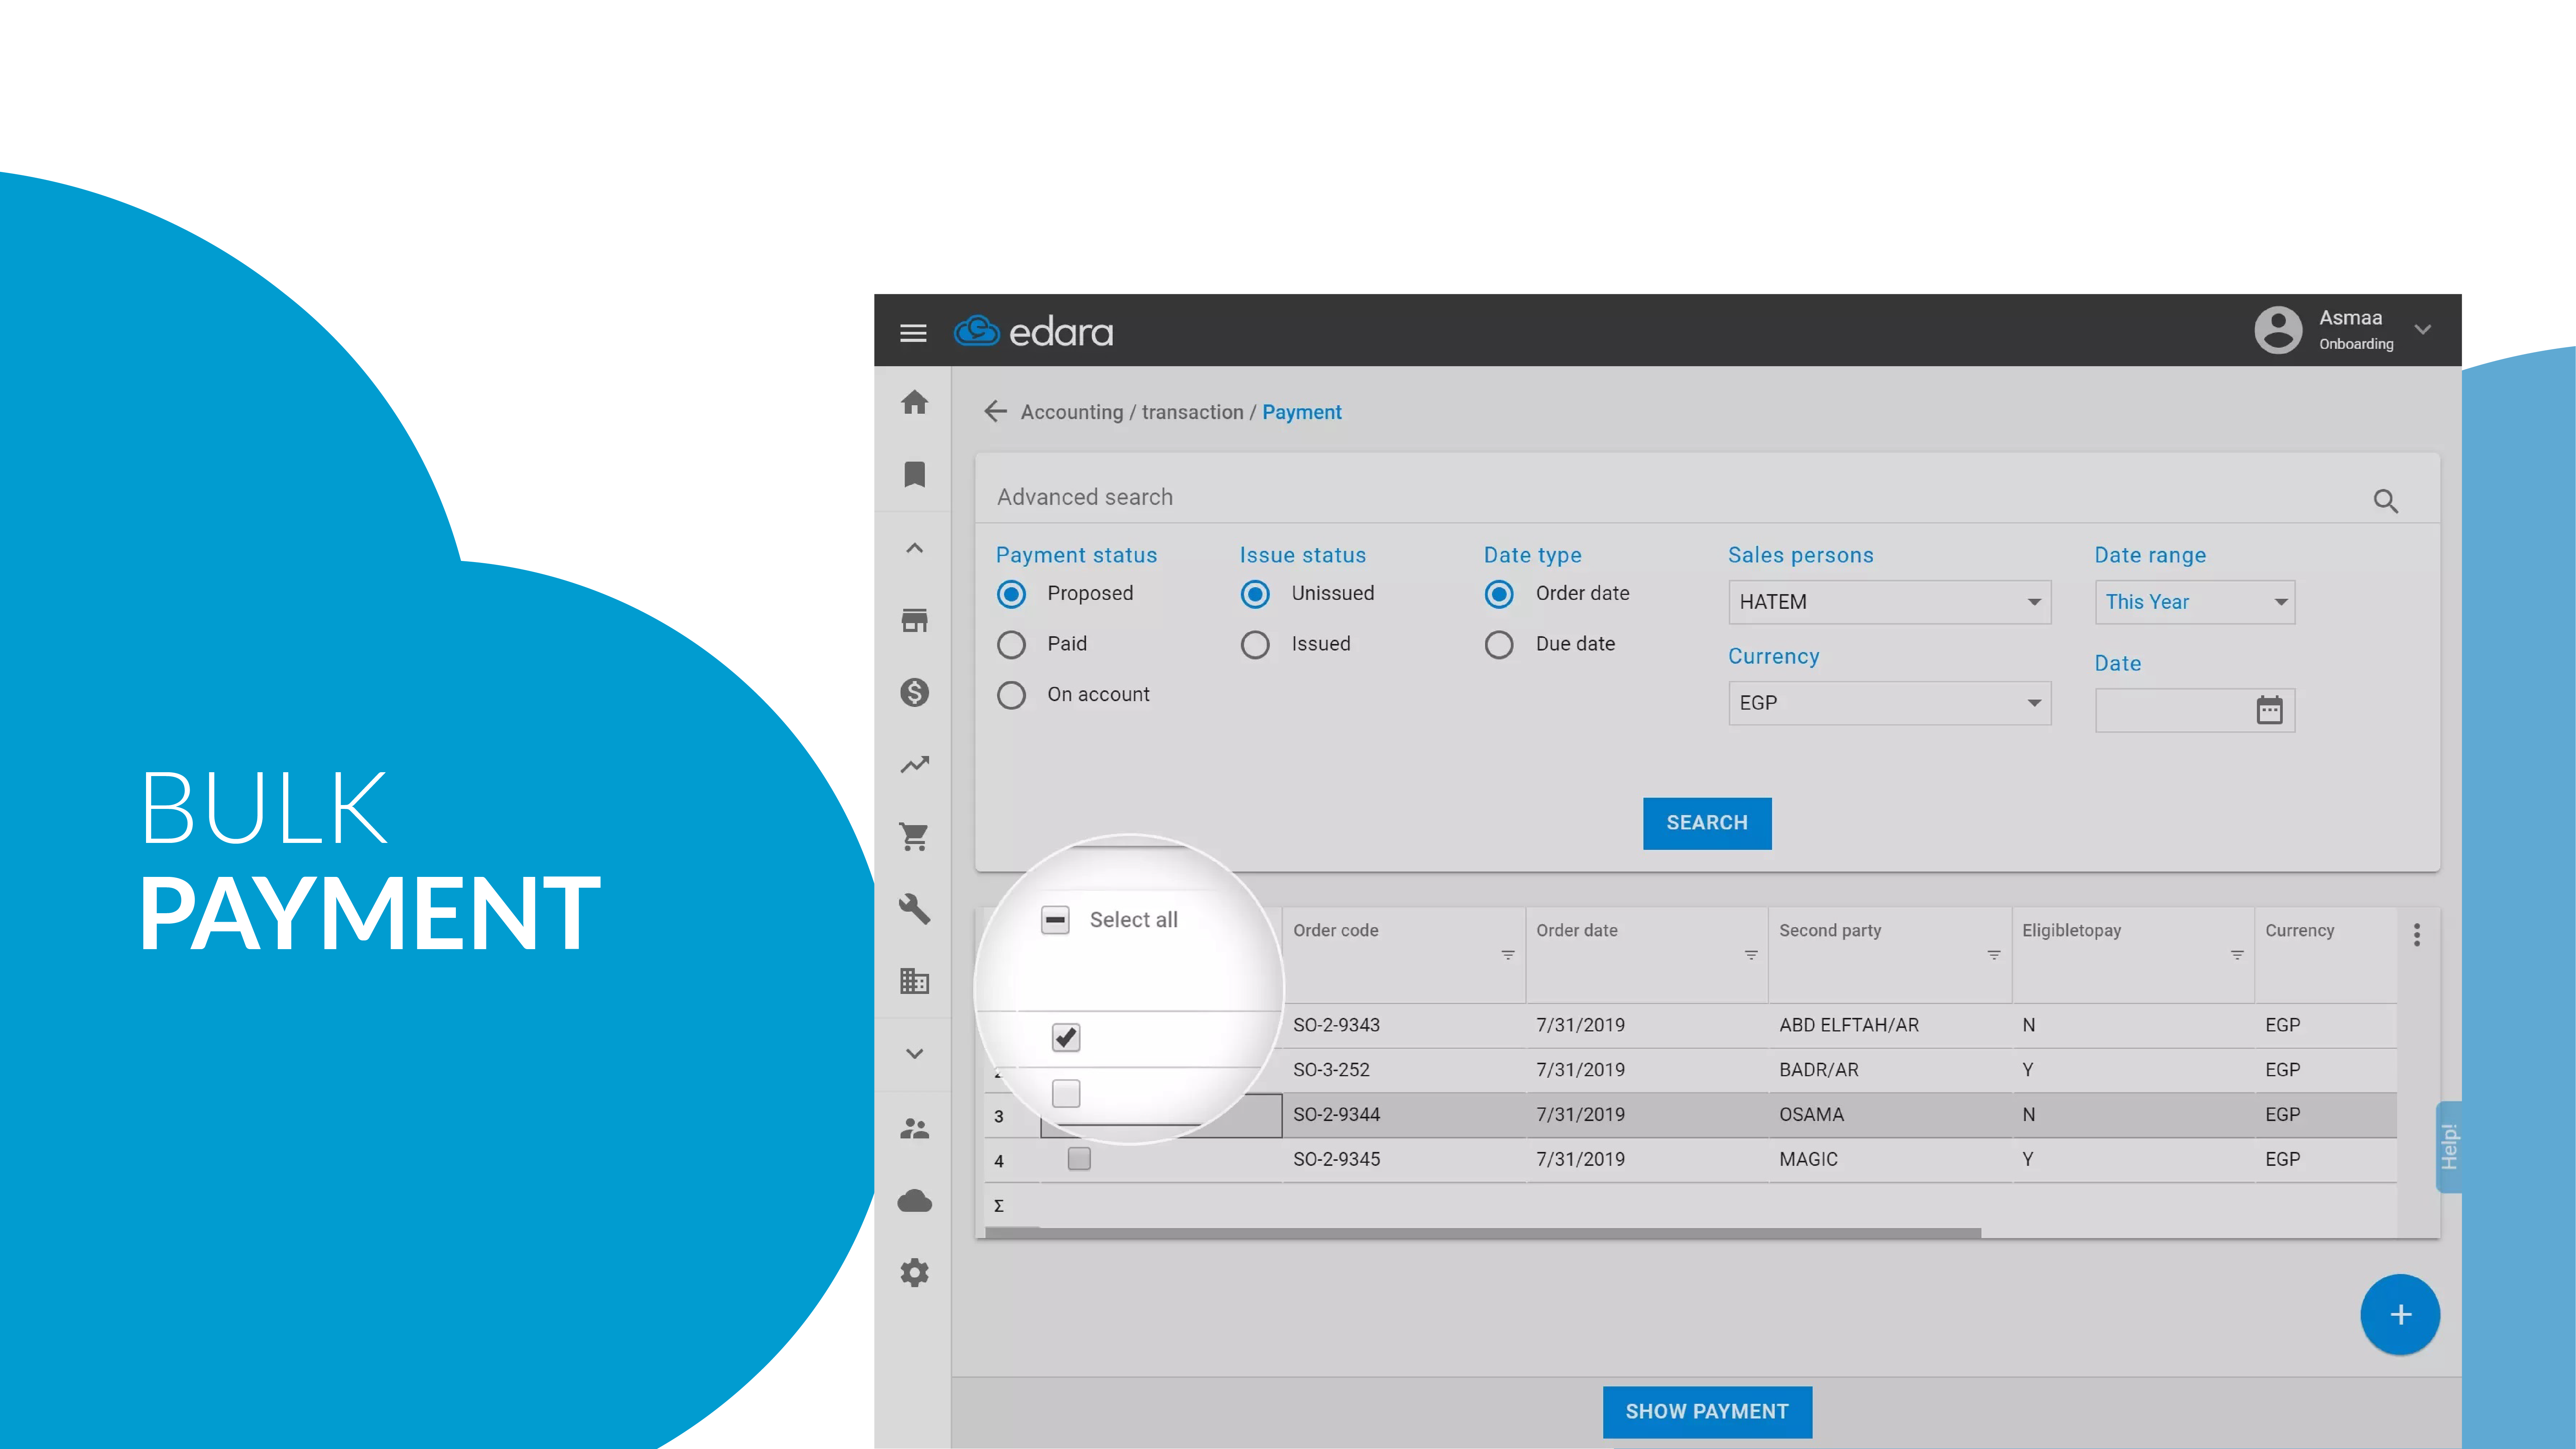 BULK
PAYMENT
edara
Asmaa
Onboarding
Accounting / transaction / Payment
Advanced search
Payment status
Issue status
Date type
Sales persons
Date range
Proposed
Unissued
Order date
HATEM
This Year
Paid
Issued
Due date
Currency
Date
On account
EGP
SEARCH
Select all
Order code
Order date
Second party
Eligibletopay
Currency
SO-2-9343 7/31/2019 ABD ELFTAH/AR N EGP
SO-3-252 7/31/2019 BADR/AR Y EGP
3 SO-2-9344 7/31/2019 OSAMA N EGP
4 SO-2-9345 7/31/2019 MAGIC Y EGP
Σ
Help!
SHOW PAYMENT